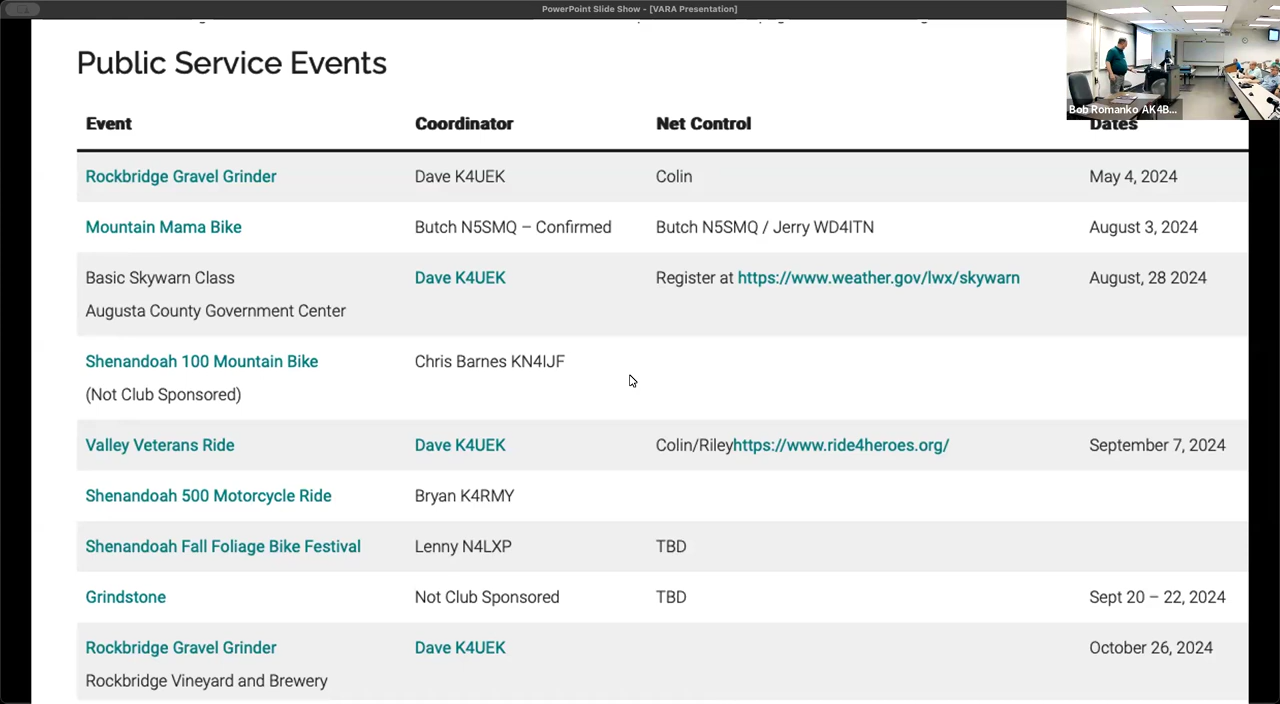 PowerPoint Slide Show - [VARA Presentation]
Public Service Events
Bob Romanko AK4B...
Event Coordinator Net Control Dates
Rockbridge Gravel Grinder Dave K4UEK Colin May 4, 2024
Mountain Mama Bike Butch N5SMQ – Confirmed Butch N5SMQ / Jerry WD4ITN August 3, 2024
Basic Skywarn Class Dave K4UEK Register at https://www.weather.gov/lwx/skywarn August, 28 2024
Augusta County Government Center
Shenandoah 100 Mountain Bike Chris Barnes KN4IJF
(Not Club Sponsored)
Valley Veterans Ride Dave K4UEK Colin/Rileyhttps://www.ride4heroes.org/ September 7, 2024
Shenandoah 500 Motorcycle Ride Bryan K4RMY
Shenandoah Fall Foliage Bike Festival Lenny N4LXP TBD
Grindstone Not Club Sponsored TBD Sept 20 – 22, 2024
Rockbridge Gravel Grinder Dave K4UEK October 26, 2024
Rockbridge Vineyard and Brewery